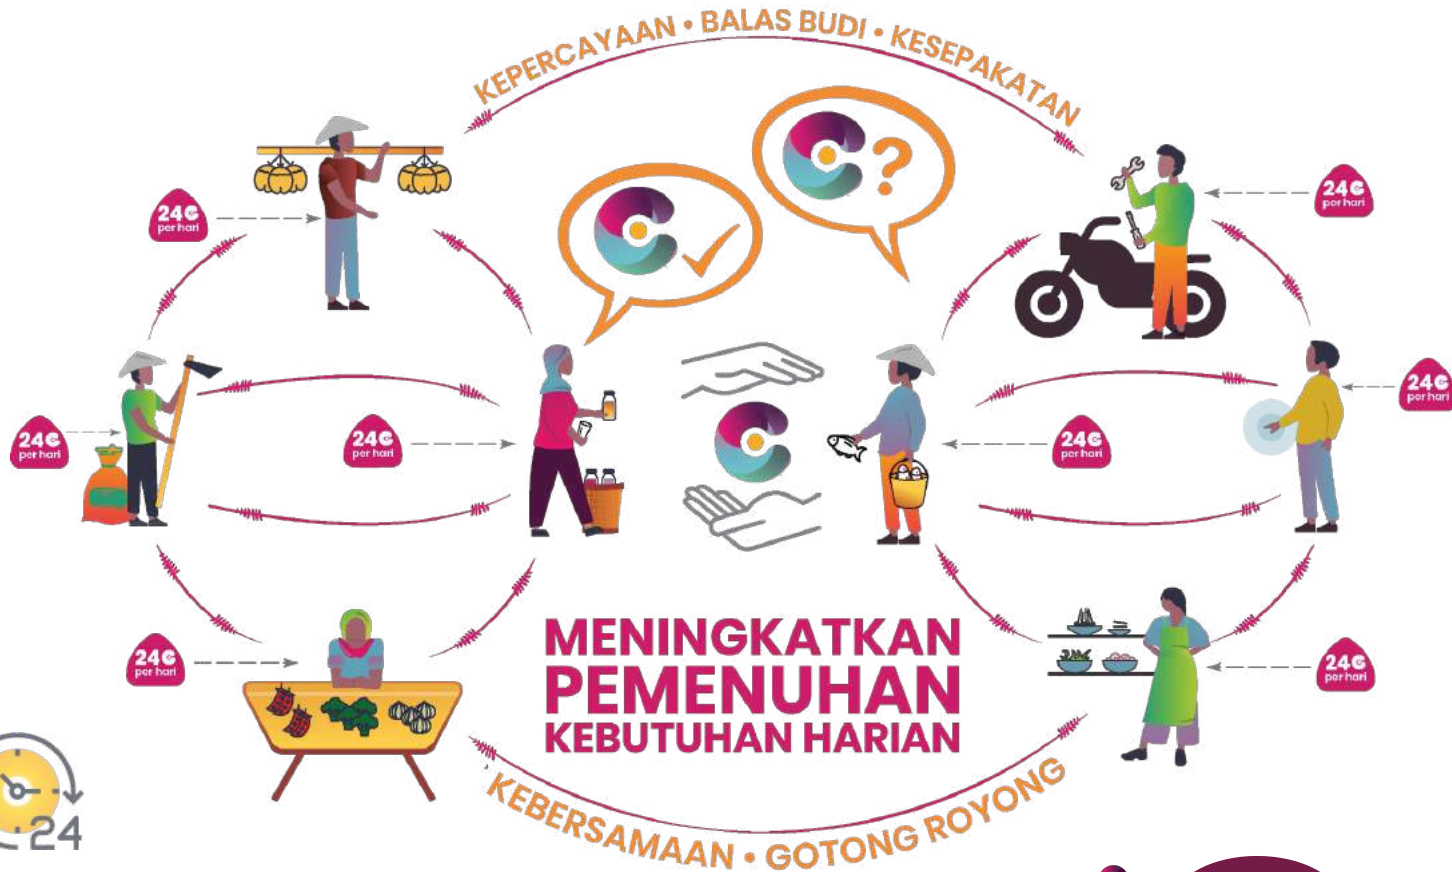 KEPERCAYAAN • BALAS BUDI • KESEPAKATAN
?
24C
per hari
24C
per hari
24C
per hari
24C
per hari
24C
per hari
24C
per hari
24C
per hari
24C
per hari
MENINGKATKAN
PEMENUHAN
KEBUTUHAN HARIAN
KEBERSAMAAN • GOTONG ROYONG
24